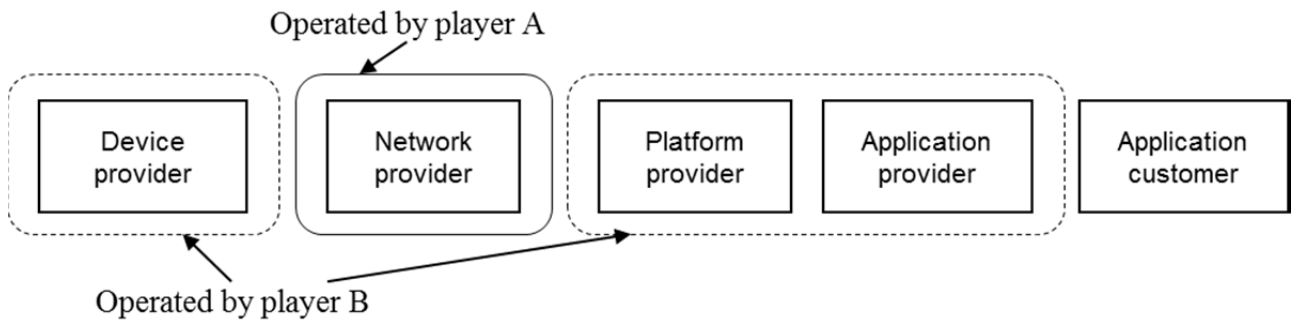 Operated by player A
Device
provider
Network
provider
Platform
provider
Application
provider
Application
customer
Operated by player B